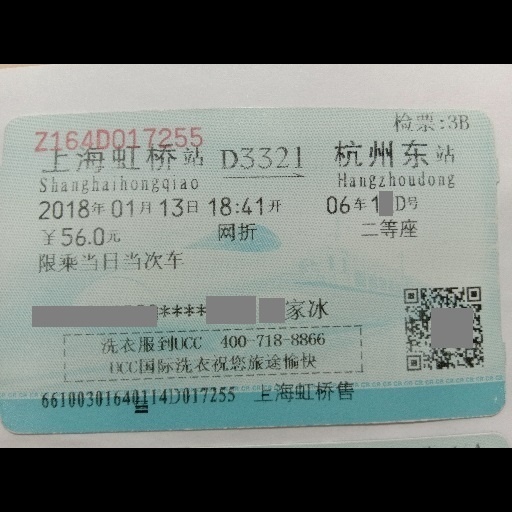 检票:3B
Z164D017255
上海虹桥站 D3321 杭州东站
Shanghaihongqiao Hangzhoudong
2018年01月13日 18:41开 06车1 D号
￥56.0元 网折 二等座
限乘当日当次车
**** 家冰
洗衣服到UCC 400-718-8866
UCC国际洗衣祝您旅途愉快
66100301640114D017255 上海虹桥售